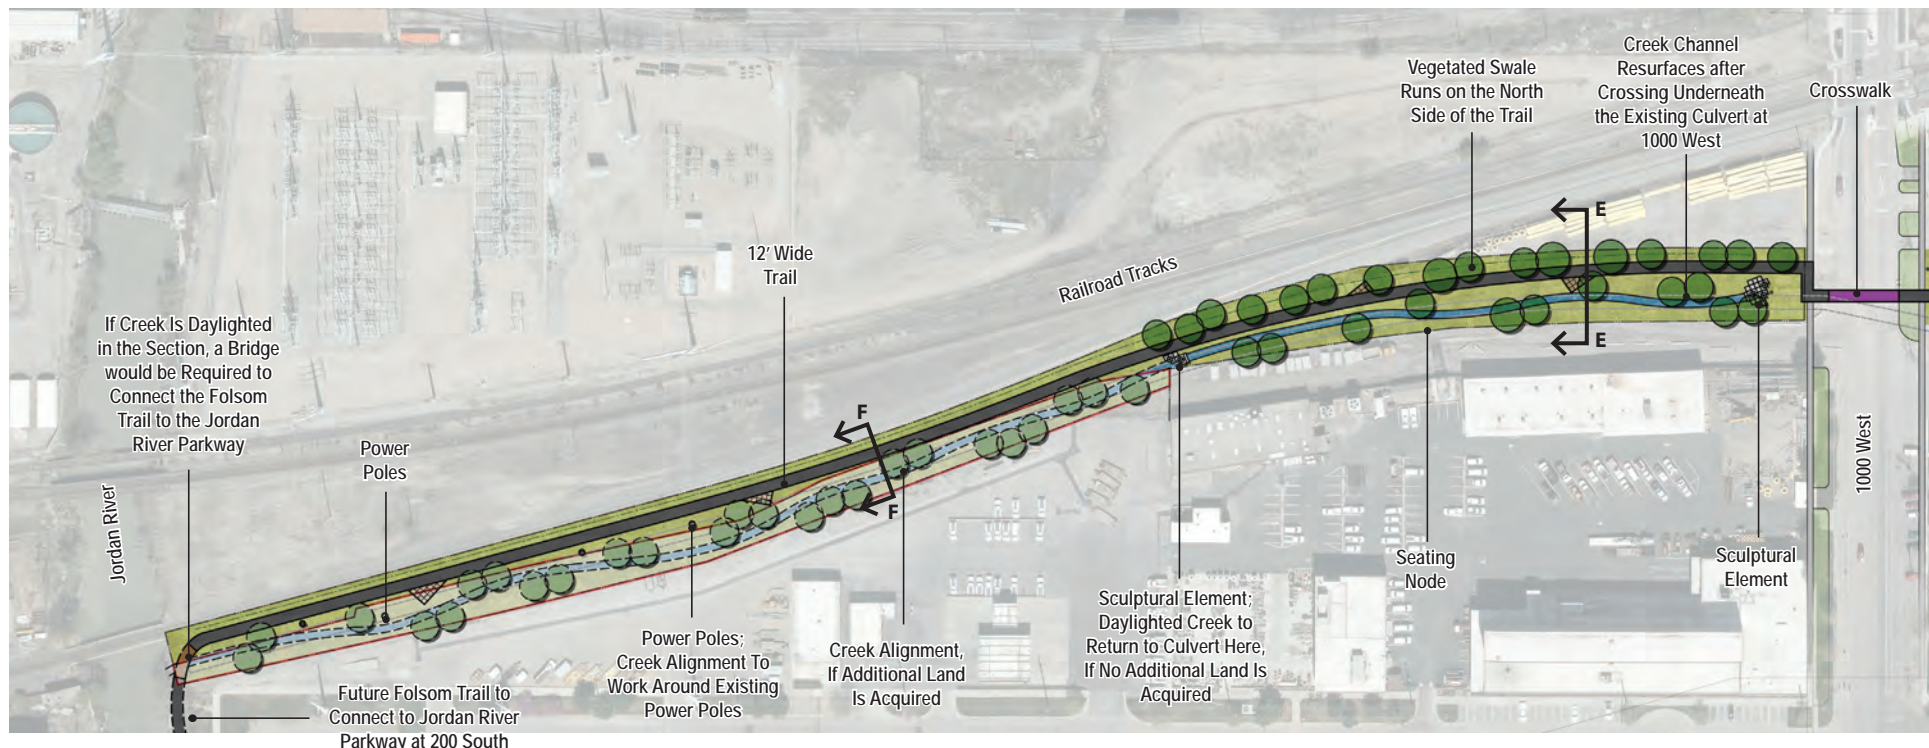 Creek Channel
Resurfaces after
Crossing Underneath
the Existing Culvert at
1000 West
Vegetated Swale
Runs on the North
Side of the Trail
Crosswalk
E
12' Wide
Trail
Railroad Tracks
If Creek Is Daylighted
in the Section, a Bridge
would be Required to
Connect the Folsom
Trail to the Jordan
River Parkway
E
Power
Poles
F
F
Jordan River
1000 West
Seating
Node
Sculptural
Element
Sculptural Element;
Daylighted Creek to
Return to Culvert Here,
If No Additional Land Is
Acquired
Power Poles;
Creek Alignment To
Work Around Existing
Power Poles
Creek Alignment,
If Additional Land
Is Acquired
Future Folsom Trail to
Connect to Jordan River
Parkway at 200 South